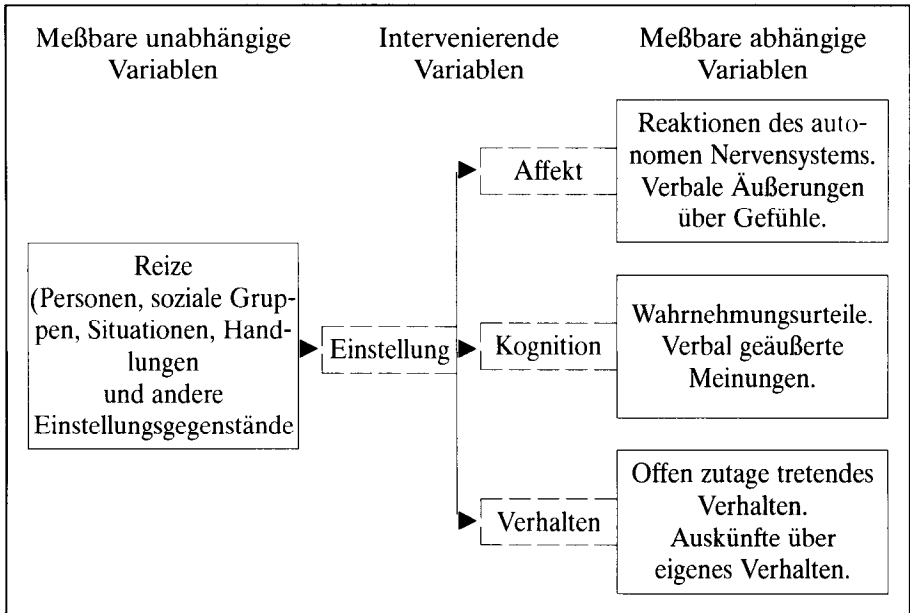 Meßbare unabhängige
Variablen
Intervenierende
Variablen
Meßbare abhängige
Variablen
Reize
(Personen, soziale Grup-
pen, Situationen, Hand-
lungen
und andere
Einstellungsgegenstände
Einstellung
Affekt
Kognition
Verhalten
Reaktionen des auto-
nomen Nervensystems.
Verbale Äußerungen
über Gefühle.
Wahrnehmungsurteile.
Verbal geäußerte
Meinungen.
Offen zutage tretendes
Verhalten.
Auskünfte über
eigenes Verhalten.